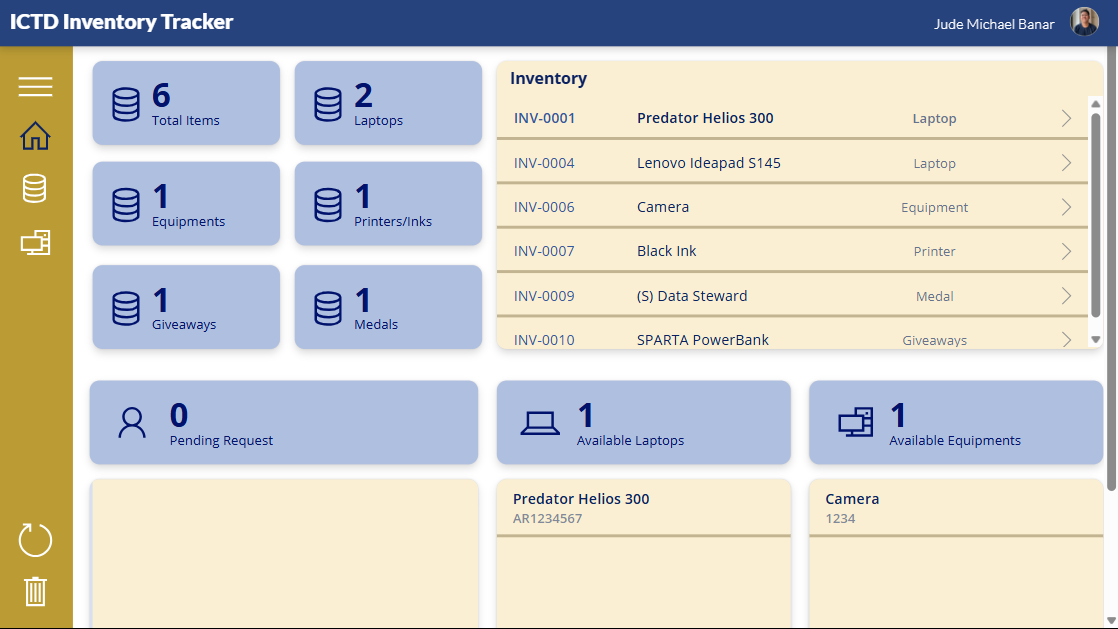 ICTD Inventory Tracker
Jude Michael Banar
6
Total Items
2
Laptops
1
Equipments
1
Printers/Inks
1
Giveaways
1
Medals
Inventory
INV-0001 Predator Helios 300 Laptop
INV-0004 Lenovo Ideapad S145 Laptop
INV-0006 Camera Equipment
INV-0007 Black Ink Printer
INV-0009 (S) Data Steward Medal
INV-0010 SPARTA PowerBank Giveaways
0
Pending Request
1
Available Laptops
1
Available Equipments
Predator Helios 300
AR1234567
Camera
1234